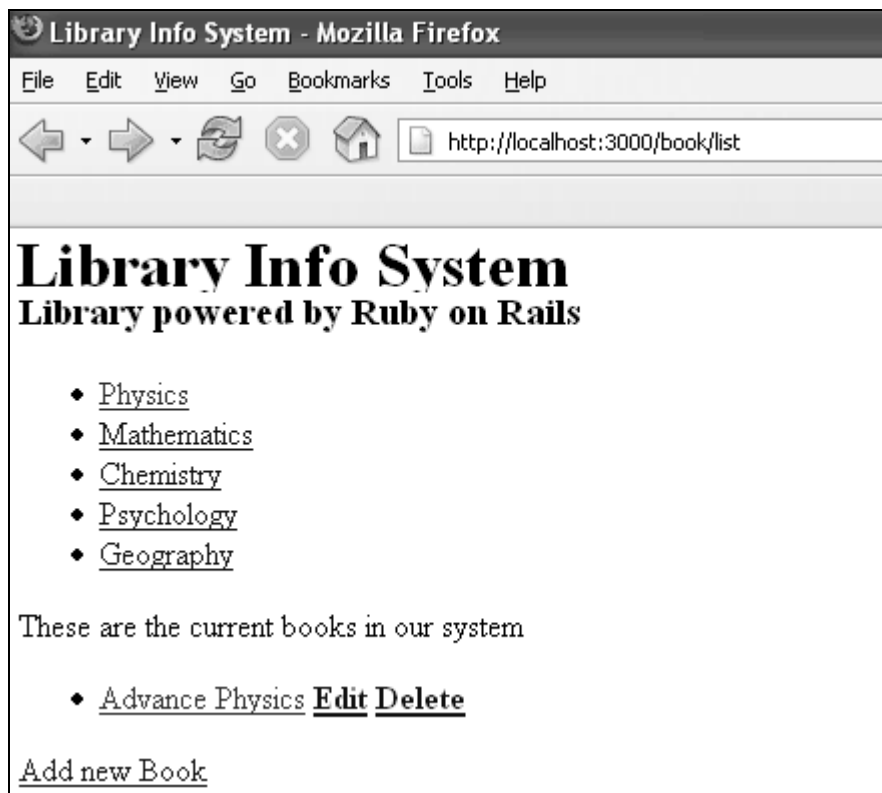 Library Info System - Mozilla Firefox
File Edit View Go Bookmarks Tools Help
http://localhost:3000/book/list
Library Info System
Library powered by Ruby on Rails
Physics
Mathematics
Chemistry
Psychology
Geography
These are the current books in our system
Advance Physics Edit Delete
Add new Book